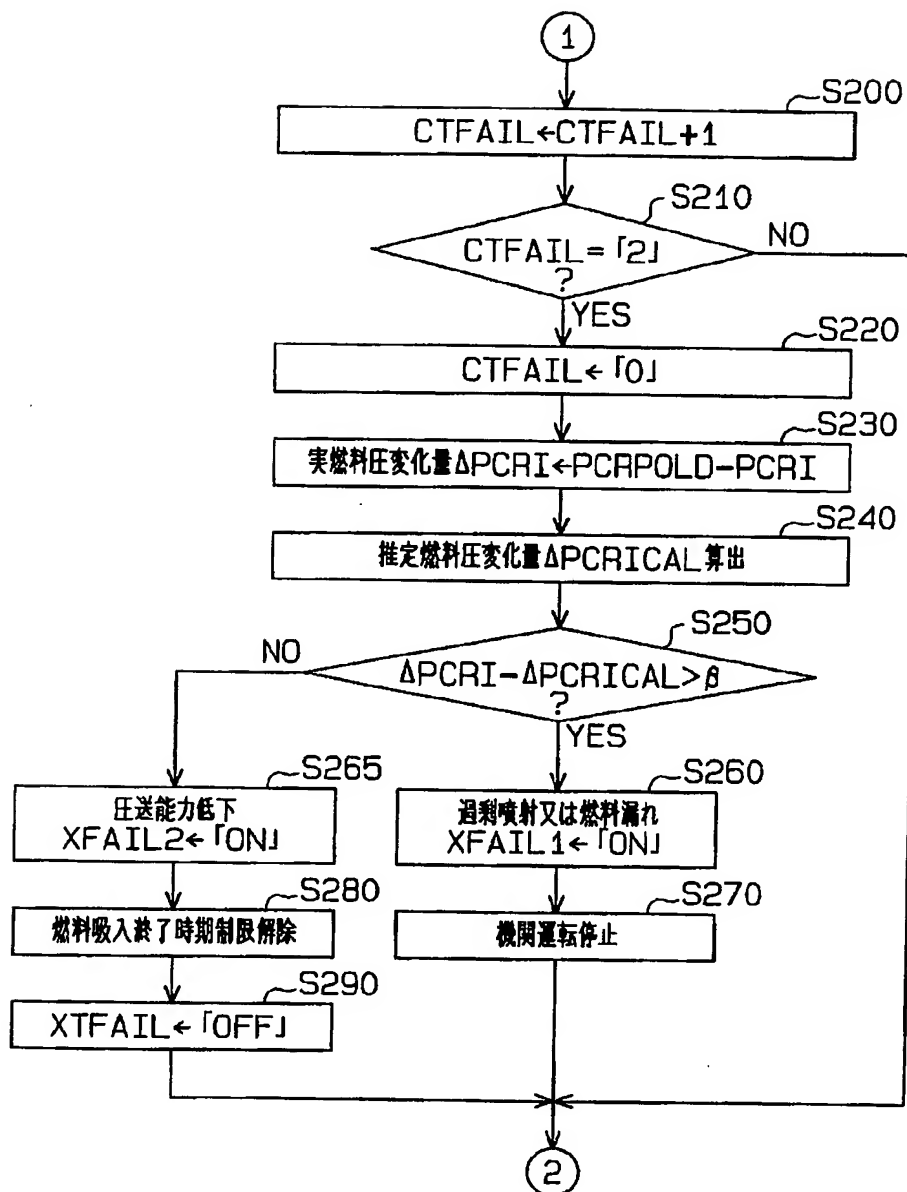 1
S200
CTFAIL←CTFAIL+1
S210
CTFAIL=「2」
?
NO
YES
S220
CTFAIL←「0」
S230
実燃料圧変化量ΔPCRI←PCRPOLD-PCRI
S240
推定燃料圧変化量ΔPCRICAL算出
S250
ΔPCRI-ΔPCRICAL>β
?
NO
YES
S265
圧送能力低下
XFAIL2←「ON」
S260
過剰噴射又は燃料漏れ
XFAIL1←「ON」
S280
燃料吸入終了時期制限解除
S270
機関運転停止
S290
XTFAIL←「OFF」
2